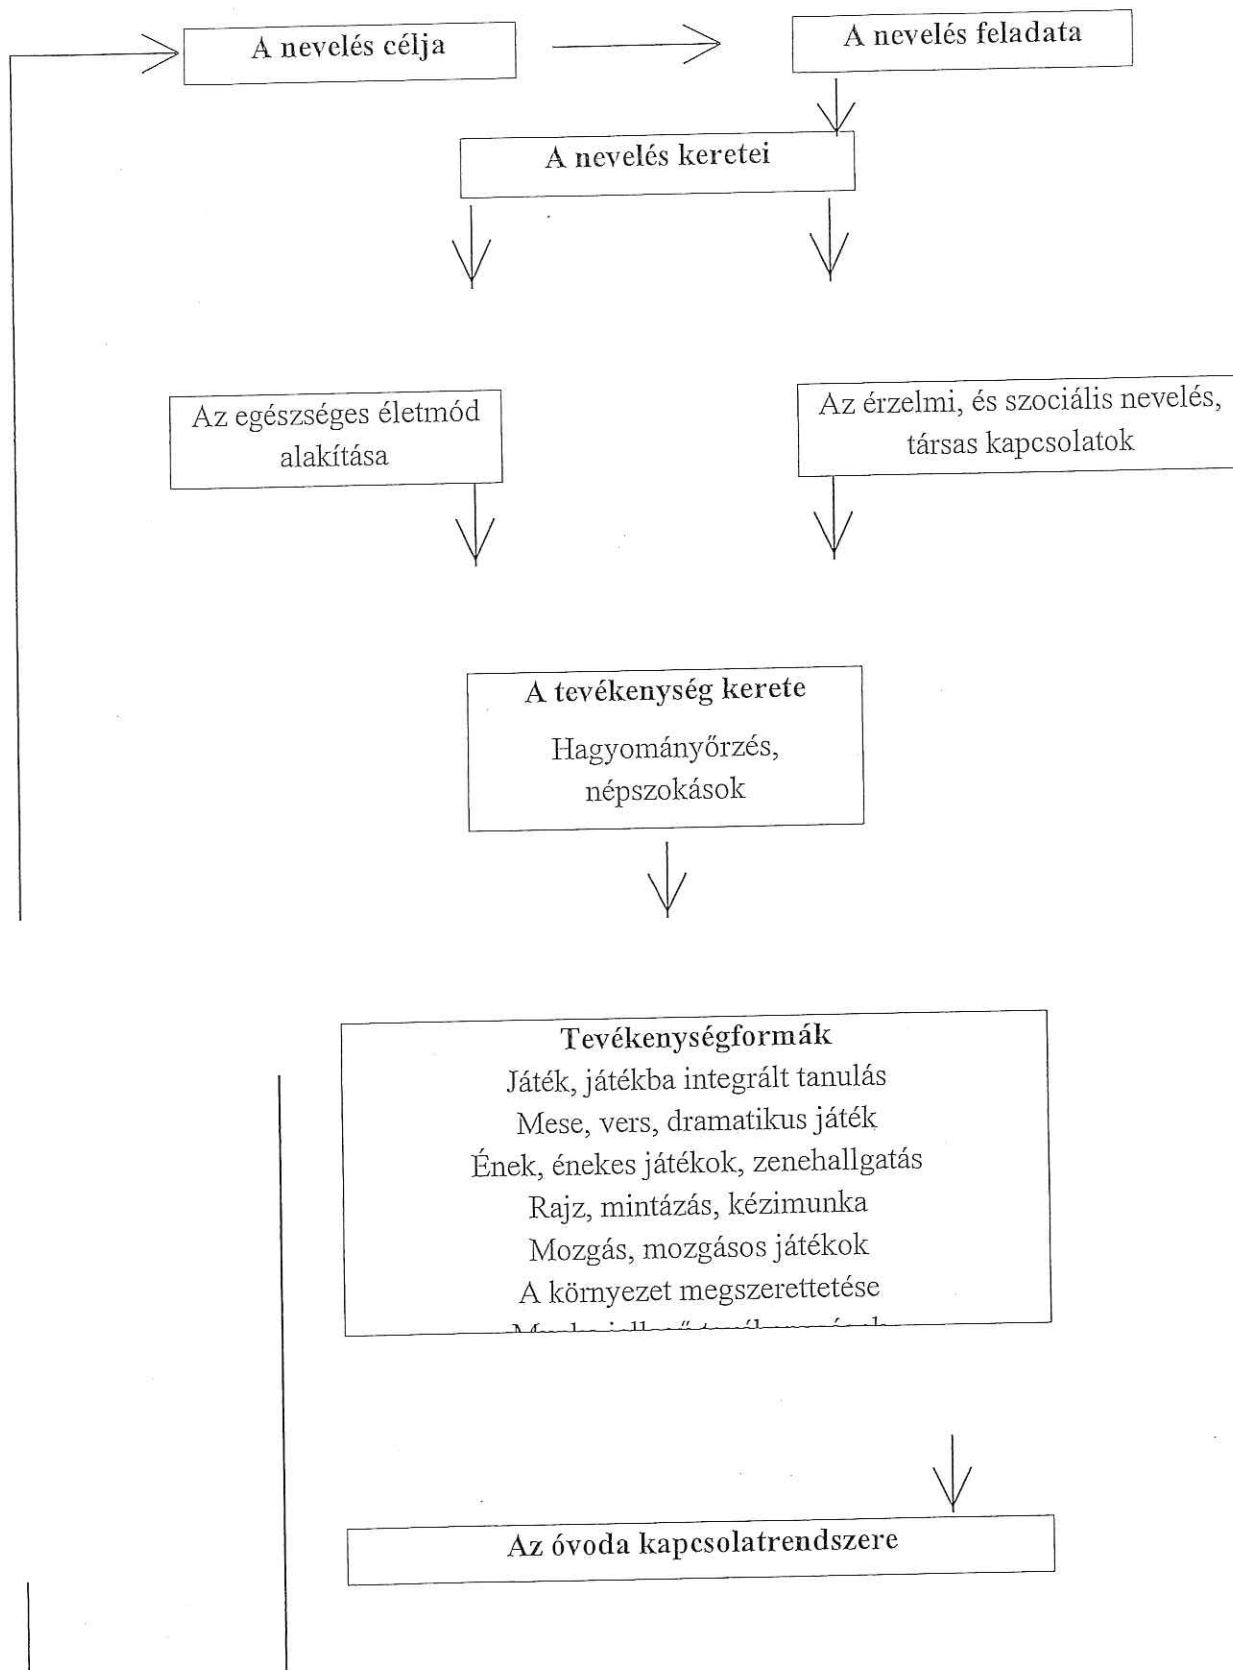 A nevelés célja
A nevelés feladata
A nevelés keretei
Az egészséges életmód
alakítása
Az érzelmi, és szociális nevelés,
társas kapcsolatok
A tevékenység kerete
Hagyományőrzés,
népszokások
Tevékenységformák
Játék, játékba integrált tanulás
Mese, vers, dramatikus játék
Ének, énekes játékok, zenehallgatás
Rajz, mintázás, kézimunka
Mozgás, mozgásos játékok
A környezet megszerettetése
Az óvoda kapcsolatrendszere